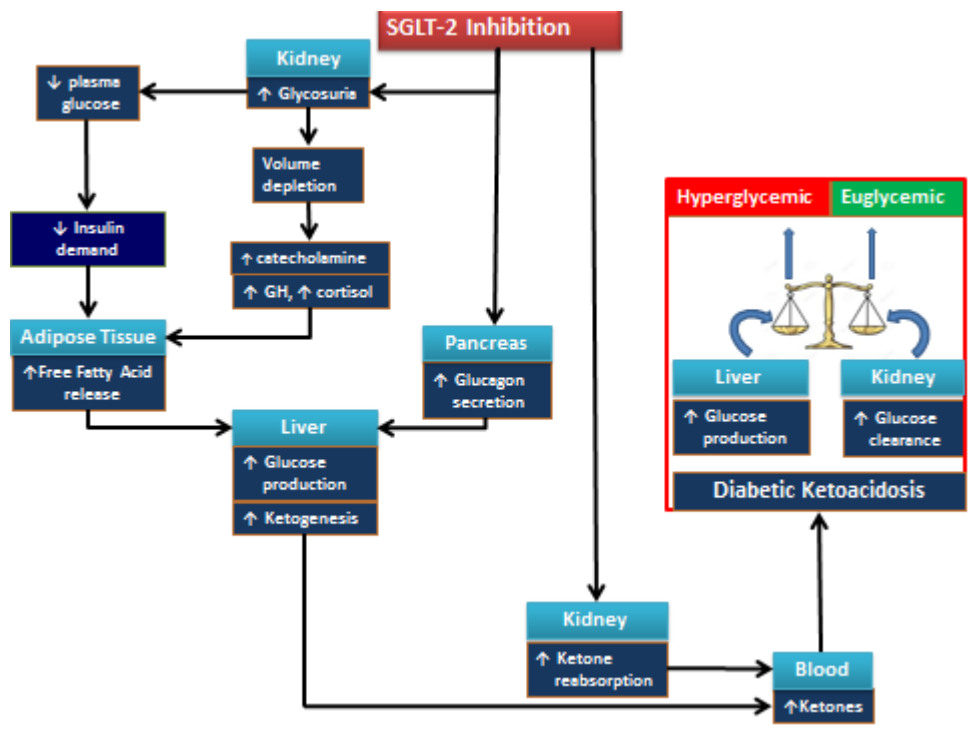 SGLT-2 Inhibition
Kidney
↑ Glycosuria
↓ plasma
glucose
Volume
depletion
↓ Insulin
demand
↑ catecholamine
↑ GH, ↑ cortisol
Adipose Tissue
↑Free Fatty Acid
release
Pancreas
↑ Glucagon
secretion
Liver
↑ Glucose
production
↑ Ketogenesis
Kidney
↑ Ketone
reabsorption
Blood
↑Ketones
Hyperglycemic
Euglycemic
Liver
↑ Glucose
production
Kidney
↑ Glucose
clearance
Diabetic Ketoacidosis